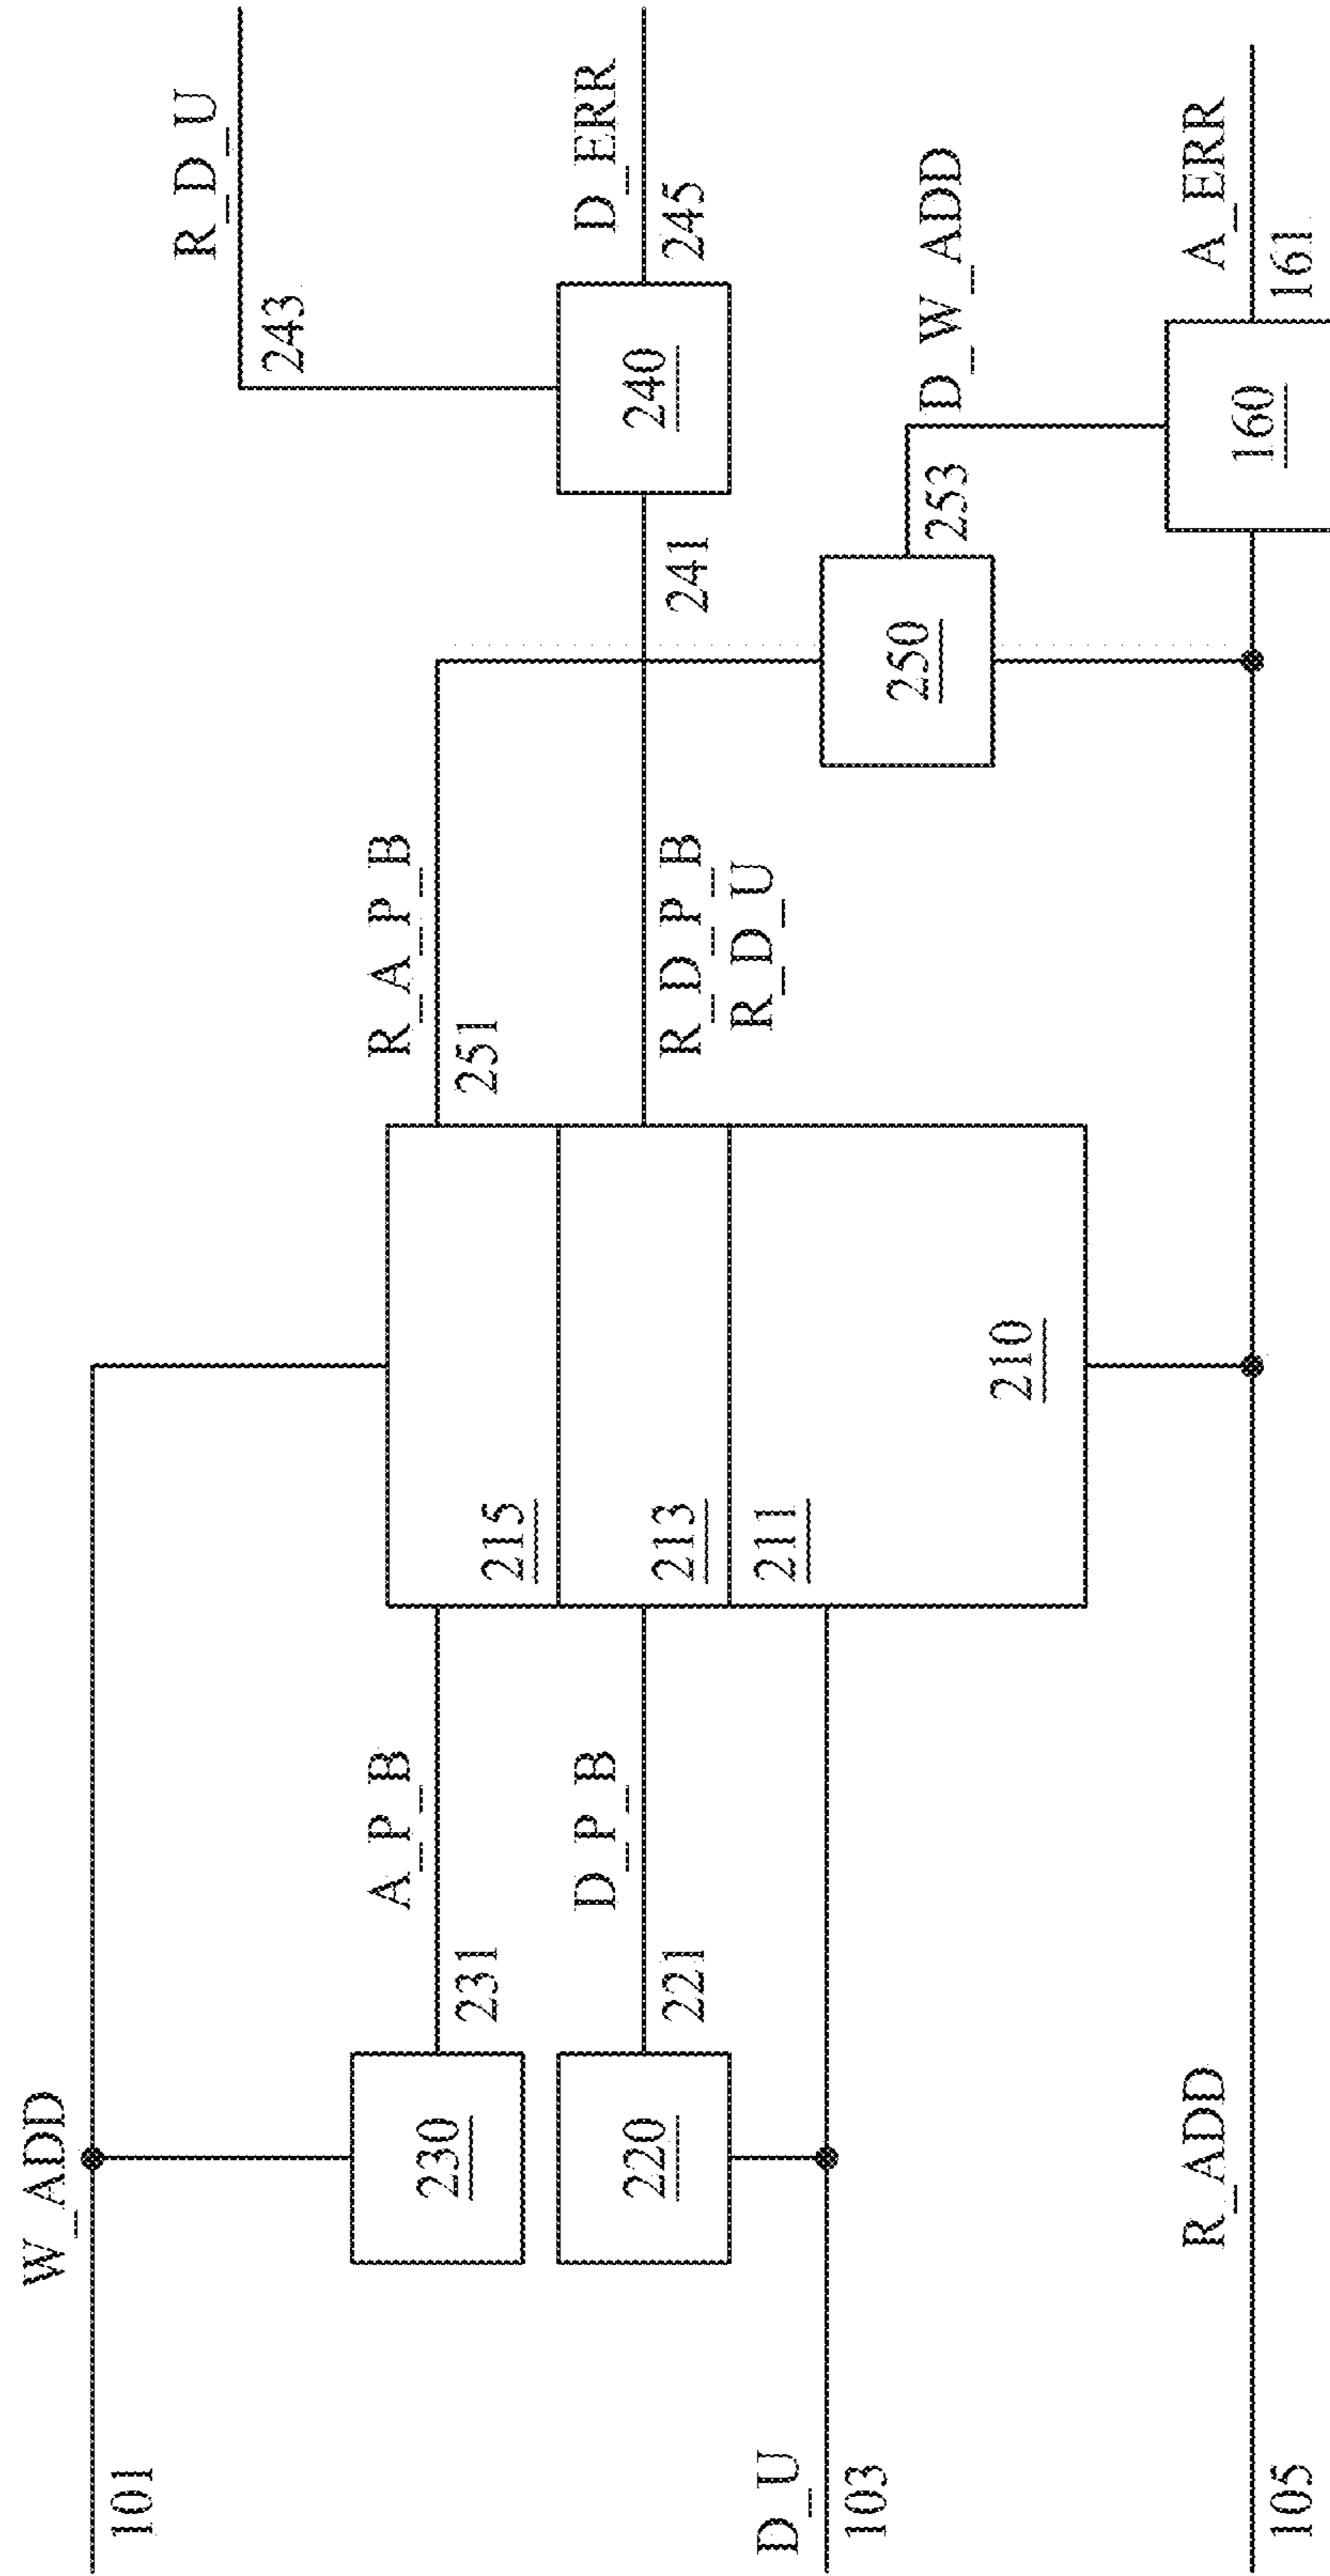 W_ADD
101
R_D_U
243
230
231
A_P_B
R_A_P_B
251
215
220
221
D_P_B
213
R_D_P_B
R_D_U
241
240
D_ERR
245
D_U
103
211
210
250
253
D_W_ADD
R_ADD
105
160
A_ERR
161